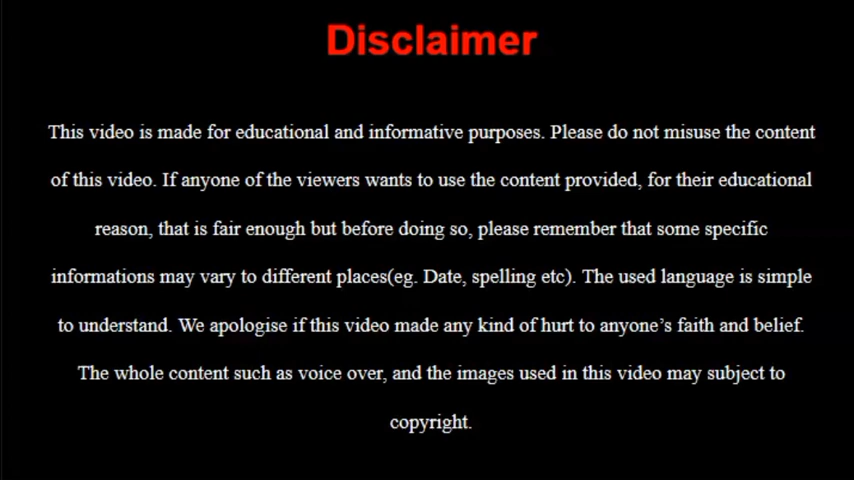 Disclaimer
This video is made for educational and informative purposes. Please do not misuse the content
of this video. If anyone of the viewers wants to use the content provided, for their educational
reason, that is fair enough but before doing so, please remember that some specific
informations may vary to different places(eg. Date, spelling etc). The used language is simple
to understand. We apologise if this video made any kind of hurt to anyone’s faith and belief.
The whole content such as voice over, and the images used in this video may subject to
copyright.